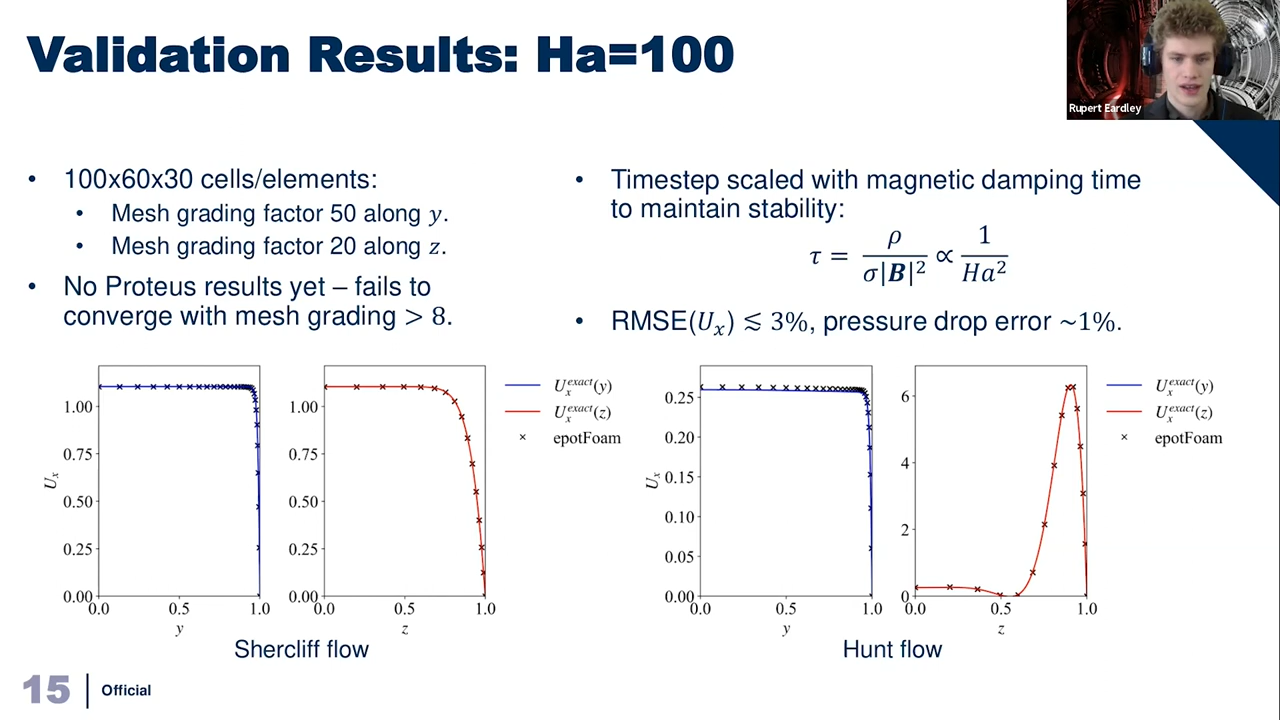 Validation Results: Ha=100
Rupert Eardley
• 100x60x30 cells/elements:
• Mesh grading factor 50 along y.
• Mesh grading factor 20 along z.
• No Proteus results yet – fails to
converge with mesh grading > 8.
• Timestep scaled with magnetic damping time
to maintain stability:
τ = ρ / σ|B|² ∝ 1 / Ha²
• RMSE(Uₓ) ≲ 3%, pressure drop error ~1%.
1.00
0.75
0.50
0.25
0.00
Uₓ
0.0 0.5 1.0
y
1.00
0.75
0.50
0.25
0.00
0.0 0.5 1.0
z
Uₓᵉˣᵃᶜᵗ(y)
Uₓᵉˣᵃᶜᵗ(z)
× epotFoam
Shercliff flow
0.25
0.20
0.15
0.10
0.05
0.00
Uₓ
0.0 0.5 1.0
y
6
4
2
0
0.0 0.5 1.0
z
Uₓᵉˣᵃᶜᵗ(y)
Uₓᵉˣᵃᶜᵗ(z)
× epotFoam
Hunt flow
15
Official